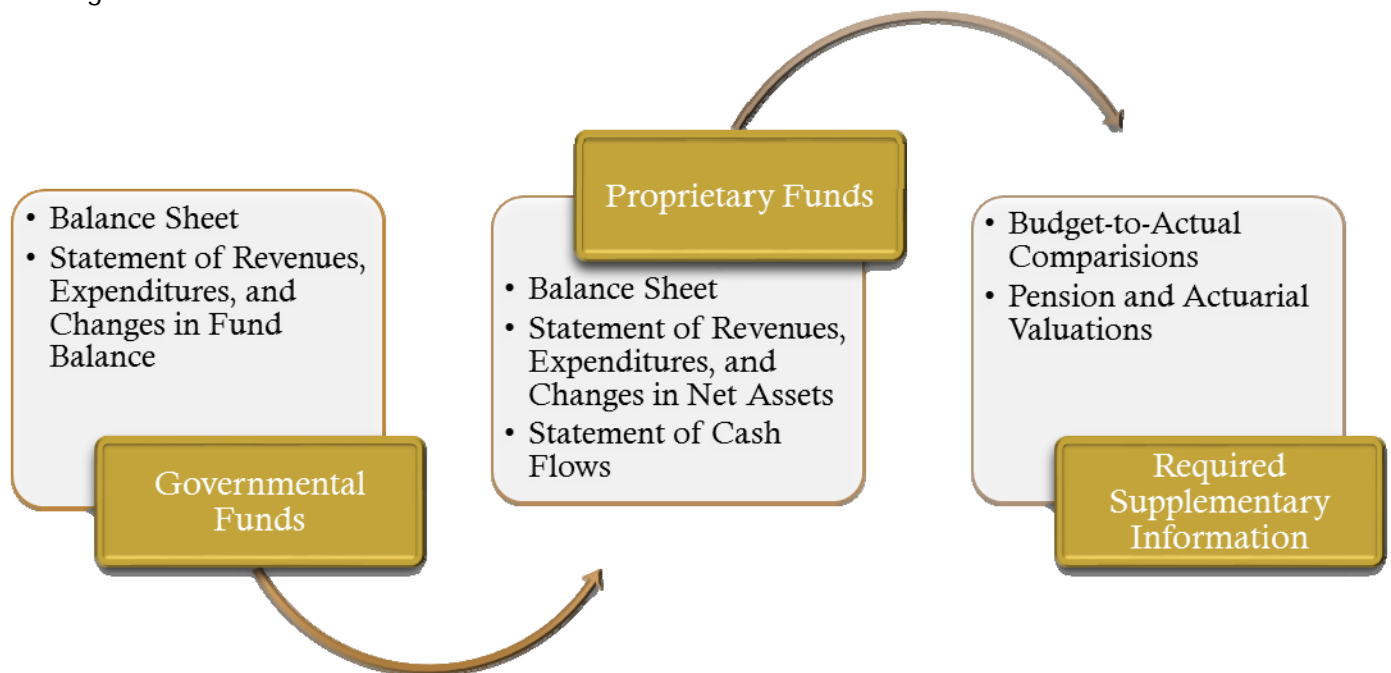 • Balance Sheet
• Statement of Revenues,
Expenditures, and
Changes in Fund
Balance
Governmental
Funds
Proprietary Funds
• Balance Sheet
• Statement of Revenues,
Expenditures, and
Changes in Net Assets
• Statement of Cash
Flows
• Budget-to-Actual
Comparisions
• Pension and Actuarial
Valuations
Required
Supplementary
Information